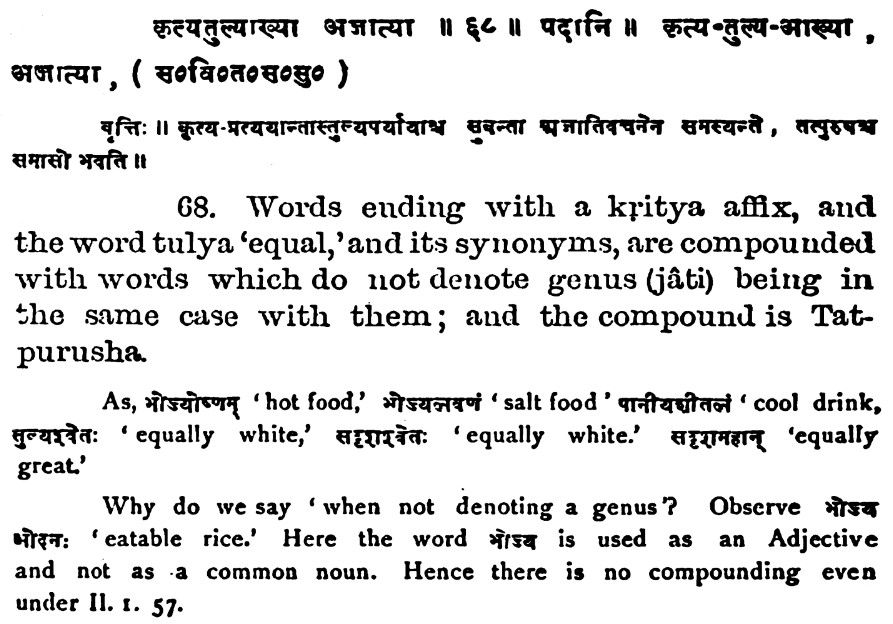 कृत्यतुल्याख्या अजात्या ॥ ६८ ॥ पदानि ॥ कृत्य-तुल्य-आख्या ,
अजात्या , ( स०वि०त०स०सु० )
वृत्तिः ॥ कृत्य-प्रत्ययान्तास्तुल्यपर्यायाश्च सुबन्ता अजातिवचनेन समस्यन्ते , तत्पुरुषश्च
समासो भवति ॥
68. Words ending with a kṛitya affix, and
the word tulya ‘equal,’ and its synonyms, are compounded
with words which do not denote genus (jâti) being in
the same case with them; and the compound is Tat-
purusha.
As, भोज्योष्णम् ‘hot food,’ भोज्यलवणं ‘salt food’ पानीयशीतलं ‘cool drink,
तुल्यश्वेतः ‘equally white,’ सदृशश्वेतः ‘equally white.’ सदृशमहान् ‘equally
great.’
Why do we say ‘when not denoting a genus’? Observe भोज्य
ओदनः ‘eatable rice.’ Here the word भोज्य is used as an Adjective
and not as a common noun. Hence there is no compounding even
under II. 1. 57.